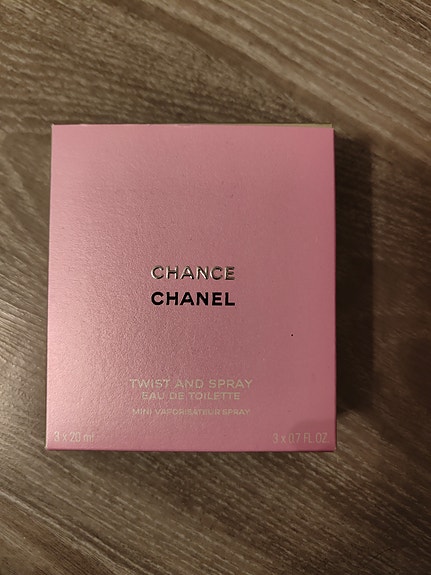 CHANCE
CHANEL
TWIST AND SPRAY
EAU DE TOILETTE
MINI VAPORISATEUR SPRAY
3 x 20 ml 3 x 0.7 FL. OZ.